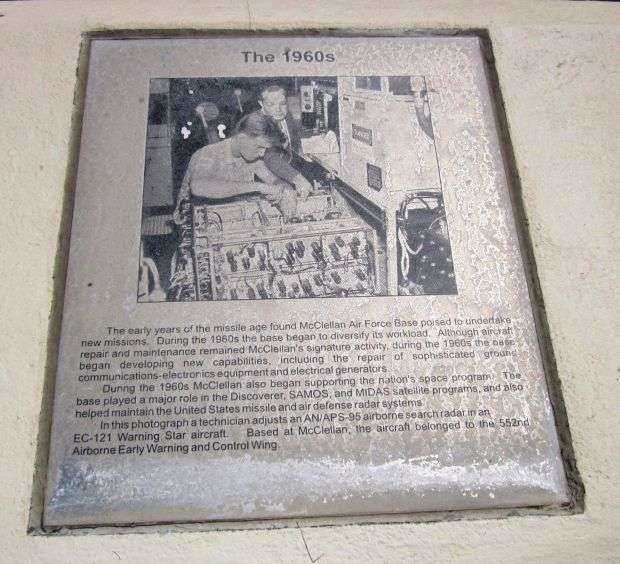 The 1960s
The early years of the missile age found McClellan Air Force Base poised to undertake
new missions. During the 1960s the base began to diversify its workload. Although aircraft
repair and maintenance remained McClellan's signature activity, during the 1960s the base
began developing new capabilities, including the repair of sophisticated ground
communications-electronics equipment and electrical generators.
During the 1960s McClellan also began supporting the nation's space program. The
base played a major role in the Discoverer, SAMOS, and MIDAS satellite programs, and also
helped maintain the United States missile and air defense radar systems.
In this photograph a technician adjusts an AN/APS-95 airborne search radar in an
EC-121 Warning Star aircraft. Based at McClellan, the aircraft belonged to the 552nd
Airborne Early Warning and Control Wing.